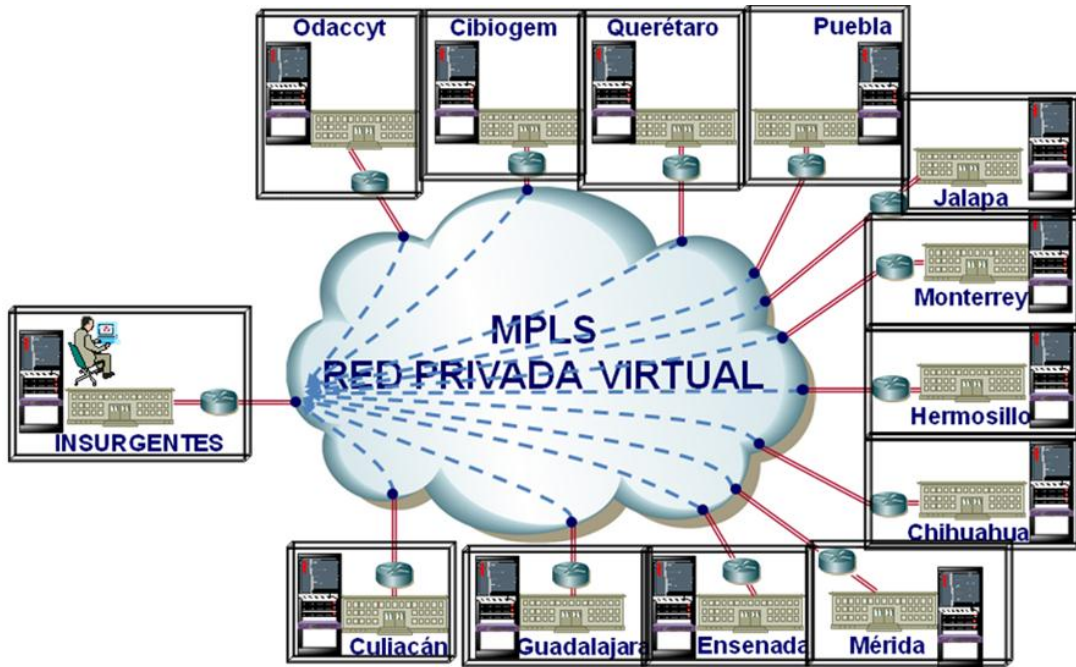 Odaccyt
Cibiogem
Querétaro
Puebla
Jalapa
Monterrey
MPLS
RED PRIVADA VIRTUAL
Hermosillo
INSURGENTES
Chihuahua
Culiacán
Guadalajara
Ensenada
Mérida